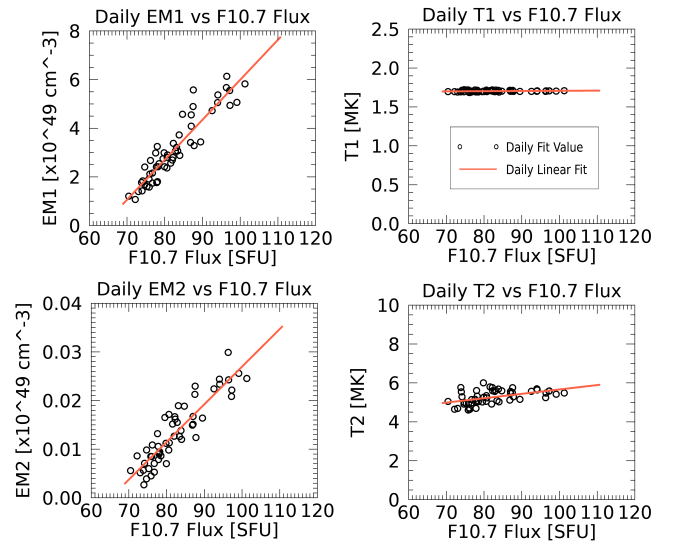 Daily EM1 vs F10.7 Flux
EM1 [x10^49 cm^-3]
8
6
4
2
0
60 70 80 90 100 110 120
F10.7 Flux [SFU]
Daily T1 vs F10.7 Flux
T1 [MK]
2.5
2.0
1.5
1.0
0.5
0.0
Daily Fit Value
Daily Linear Fit
60 70 80 90 100 110 120
F10.7 Flux [SFU]
Daily EM2 vs F10.7 Flux
EM2 [x10^49 cm^-3]
0.04
0.03
0.02
0.01
0.00
60 70 80 90 100 110 120
F10.7 Flux [SFU]
Daily T2 vs F10.7 Flux
T2 [MK]
10
8
6
4
2
0
60 70 80 90 100 110 120
F10.7 Flux [SFU]